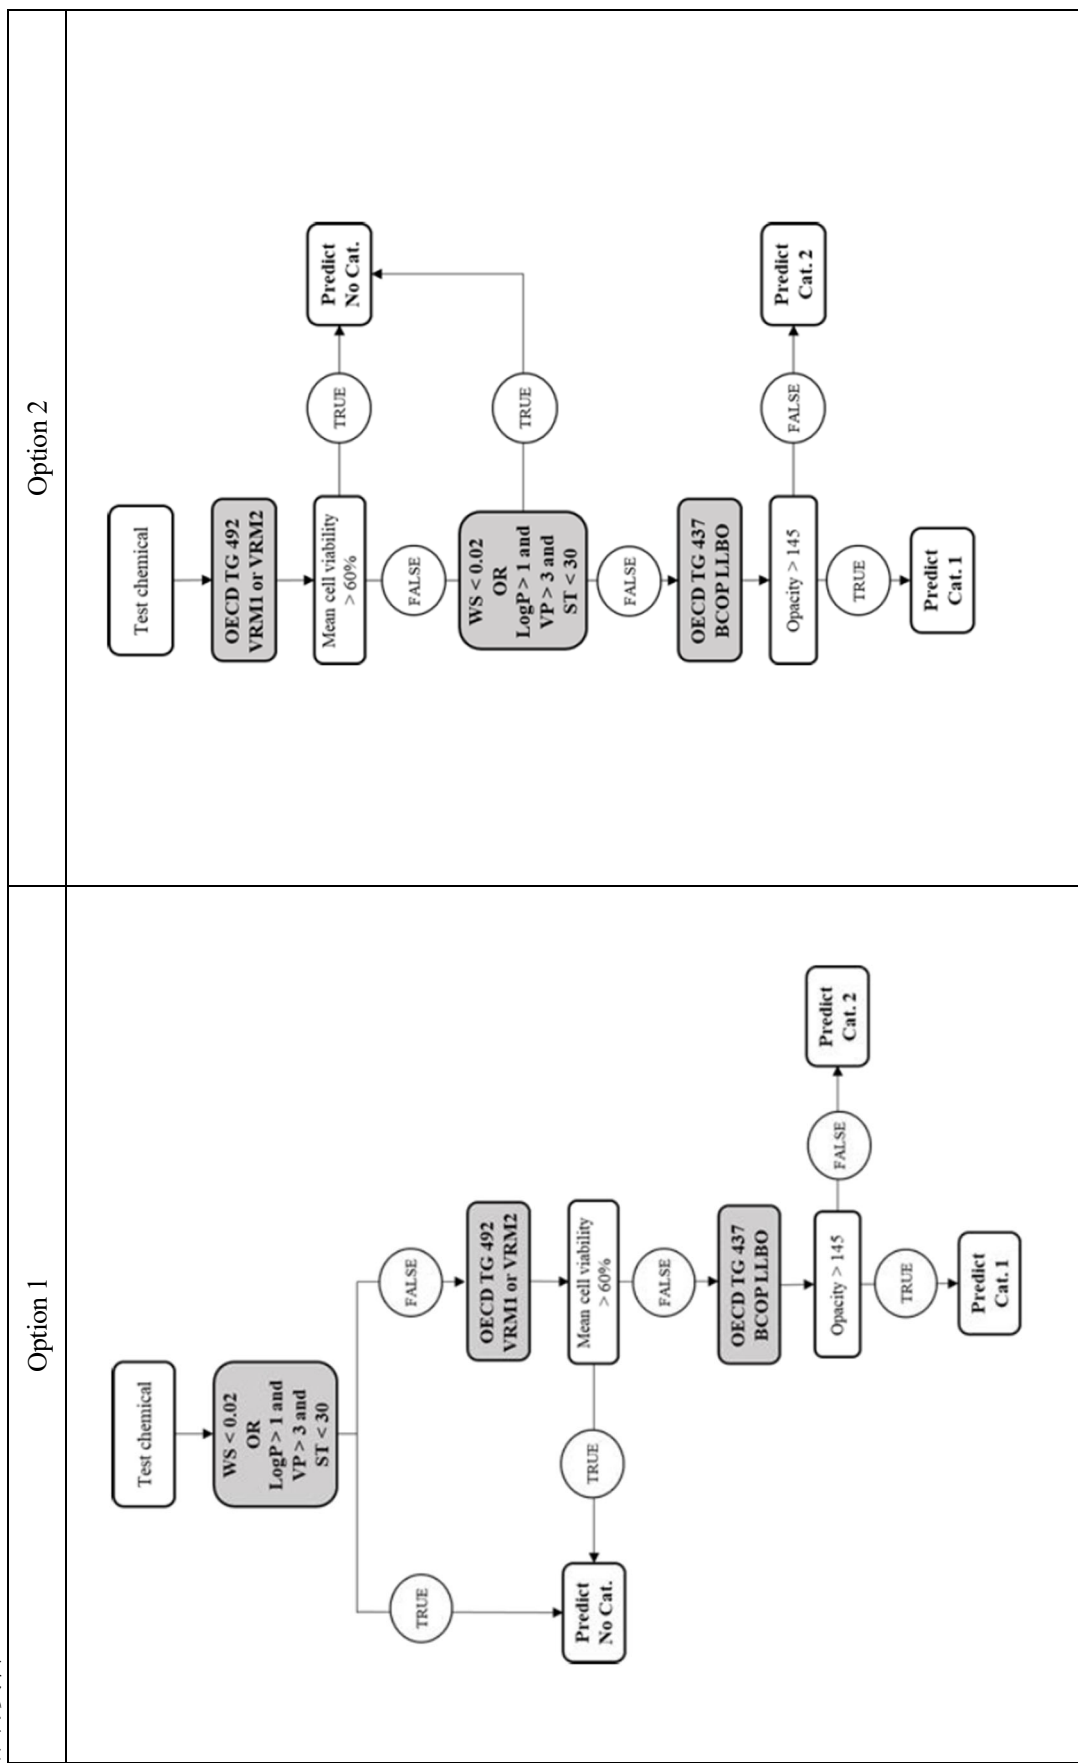 Option 1
Test chemical
WS < 0.02
OR
LogP > 1 and
VP > 3 and
ST < 30
TRUE
FALSE
OECD TG 492
VRM1 or VRM2
Mean cell viability
> 60%
TRUE
Predict
No Cat.
FALSE
OECD TG 437
BCOP LLBO
Opacity > 145
FALSE
Predict
Cat. 2
TRUE
Predict
Cat. 1
Option 2
Test chemical
OECD TG 492
VRM1 or VRM2
Mean cell viability
> 60%
TRUE
Predict
No Cat.
FALSE
WS < 0.02
OR
LogP > 1 and
VP > 3 and
ST < 30
TRUE
FALSE
OECD TG 437
BCOP LLBO
Opacity > 145
FALSE
Predict
Cat. 2
TRUE
Predict
Cat. 1